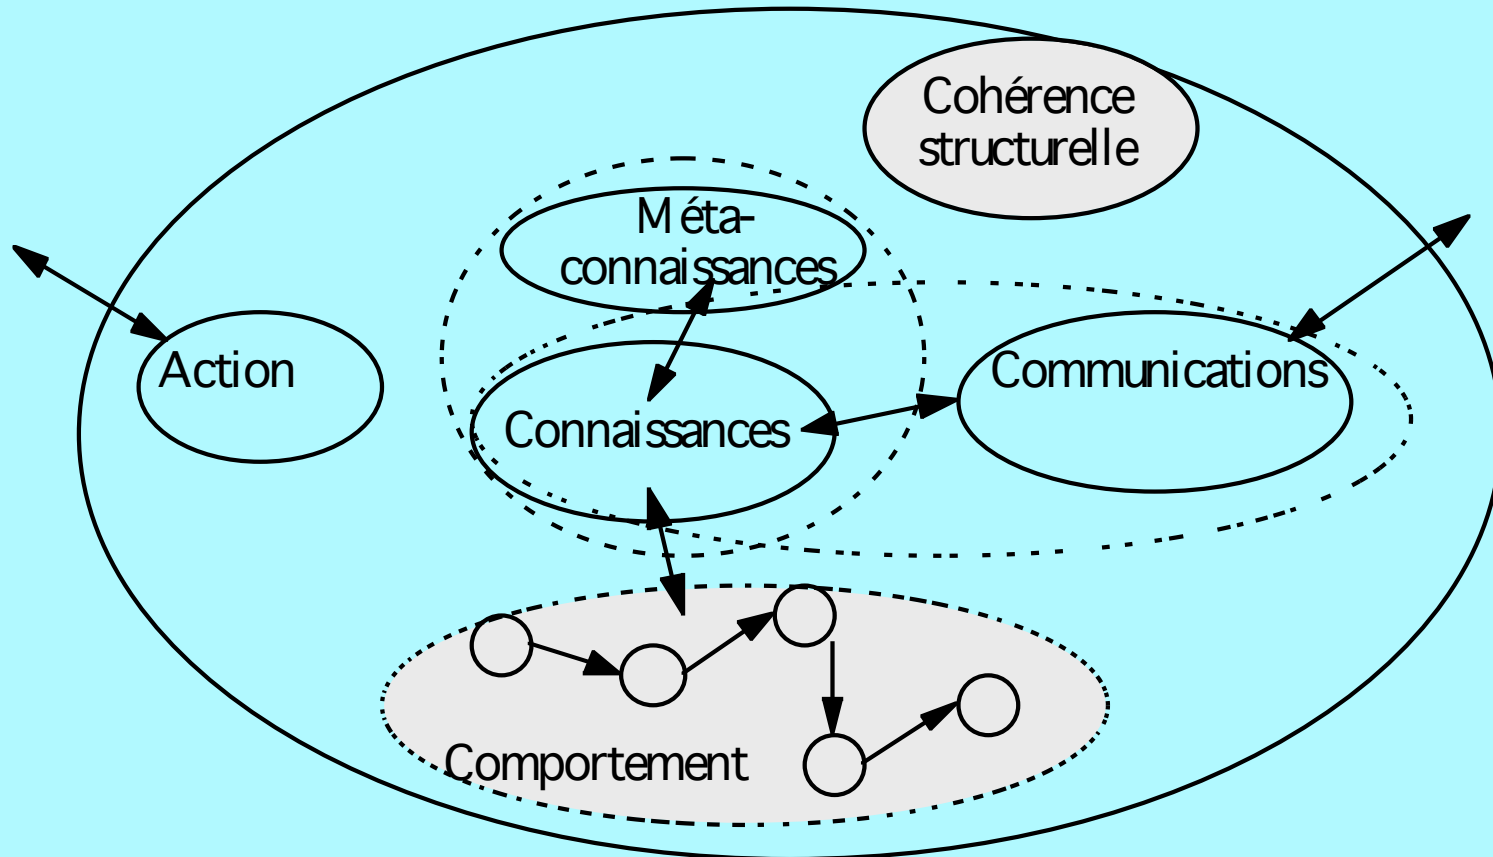 Cohérence
structurelle
Méta-
connaissances
Action
Communications
Connaissances
Comportement